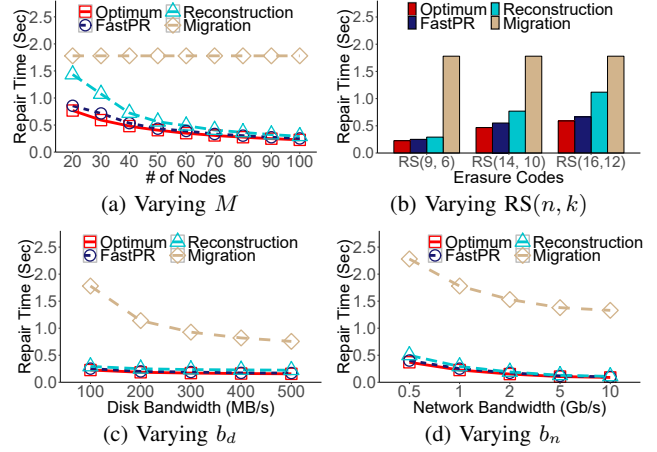 Optimum Reconstruction
FastPR Migration
Repair Time (Sec)
2.5
2.0
1.5
1.0
0.5
0.0
20 30 40 50 60 70 80 90 100
# of Nodes
(a) Varying M
Optimum Reconstruction
FastPR Migration
Repair Time (Sec)
2.5
2.0
1.5
1.0
0.5
0.0
RS(9, 6) RS(14, 10) RS(16,12)
Erasure Codes
(b) Varying RS(n, k)
Optimum Reconstruction
FastPR Migration
Repair Time (Sec)
2.5
2.0
1.5
1.0
0.5
0.0
100 200 300 400 500
Disk Bandwidth (MB/s)
(c) Varying b_d
Optimum Reconstruction
FastPR Migration
Repair Time (Sec)
2.5
2.0
1.5
1.0
0.5
0.0
0.5 1 2 5 10
Network Bandwidth (Gb/s)
(d) Varying b_n